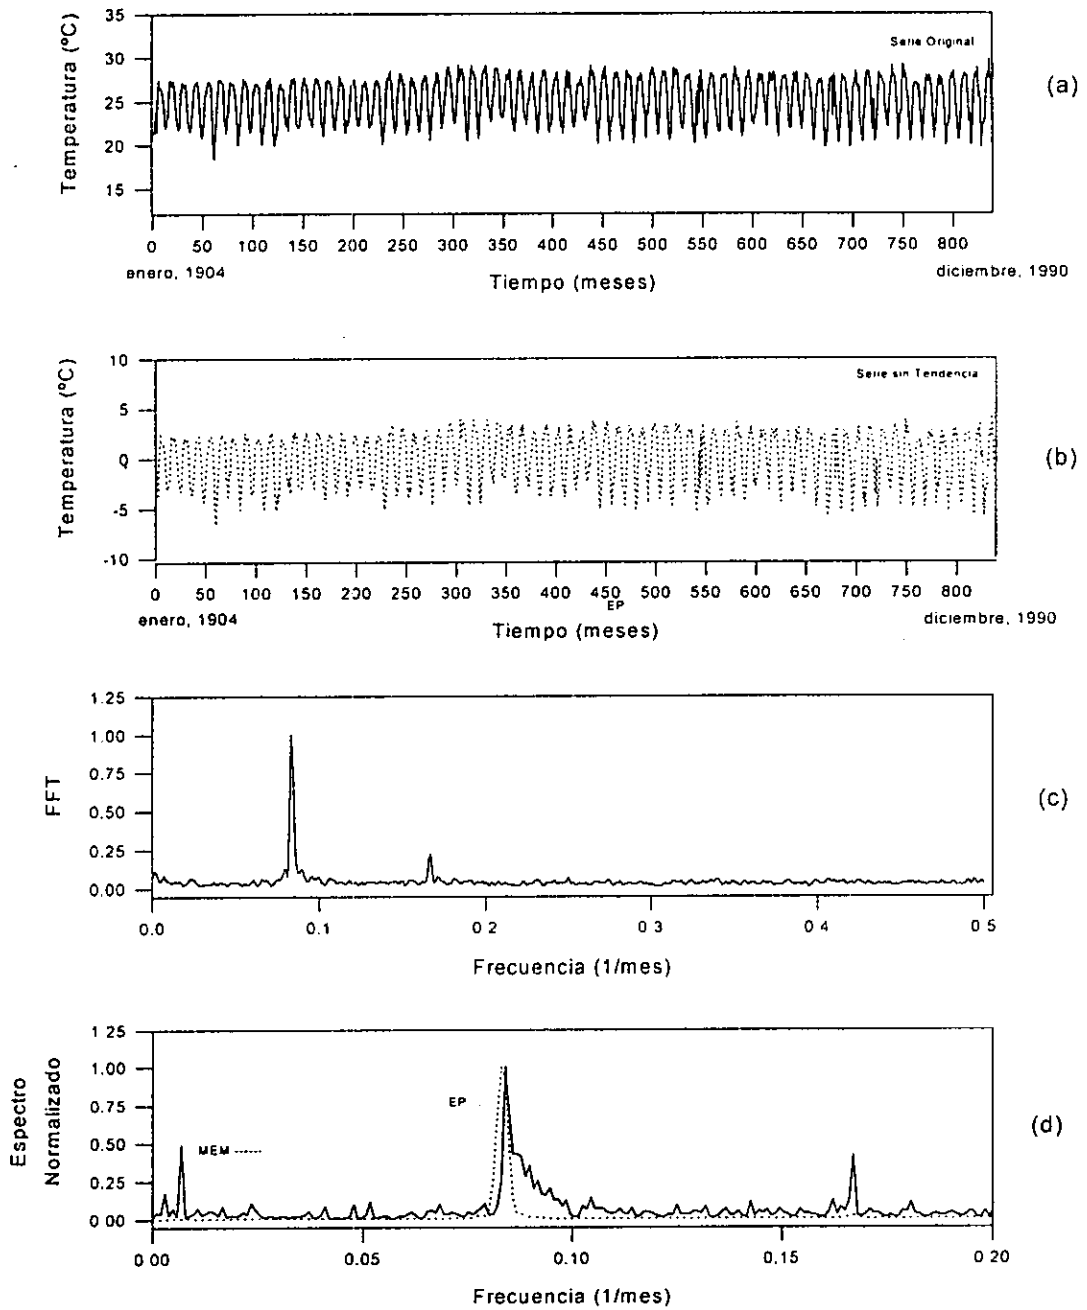 35
30
25
20
15
Temperatura (ºC)
Serie Original
(a)
0 50 100 150 200 250 300 350 400 450 500 550 600 650 700 750 800
enero, 1904
diciembre, 1990
Tiempo (meses)
10
5
0
-5
-10
Temperatura (ºC)
Serie sin Tendencia
(b)
0 50 100 150 200 250 300 350 400 450 500 550 600 650 700 750 800
EP
enero, 1904
diciembre, 1990
Tiempo (meses)
1.25
1.00
0.75
0.50
0.25
0.00
FFT
(c)
0.0 0.1 0 2 0 3 0 4 0 5
Frecuencia (1/mes)
1 25
1.00
0.75
0.50
0.25
0 00
Espectro
Normalizado
EP
MEM
(d)
0 00 0.05 0.10 0,15 0 20
Frecuencia (1/mes)